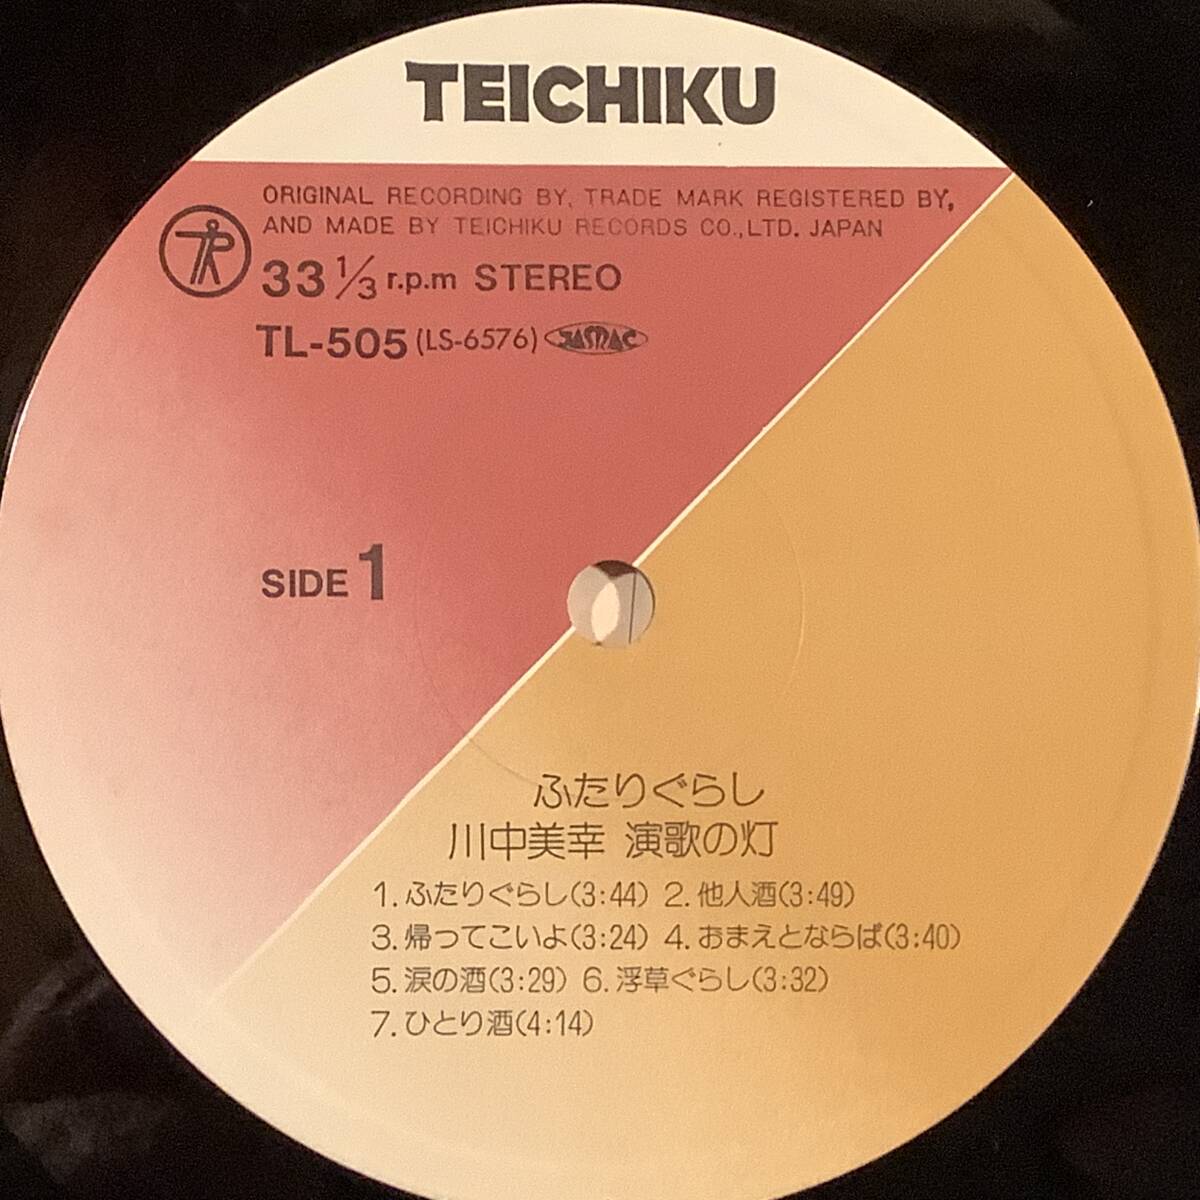 TEICHIKU
ORIGINAL RECORDING BY, TRADE MARK REGISTERED BY,
AND MADE BY TEICHIKU RECORDS CO.,LTD. JAPAN
33 1/3 r.p.m STEREO
TL-505 (LS-6576) JASRAC
SIDE 1
ふたりぐらし
川中美幸 演歌の灯
1. ふたりぐらし(3:44) 2. 他人酒(3:49)
3. 帰ってこいよ(3:24) 4. おまえとならば(3:40)
5. 涙の酒(3:29) 6. 浮草ぐらし(3:32)
7. ひとり酒(4:14)